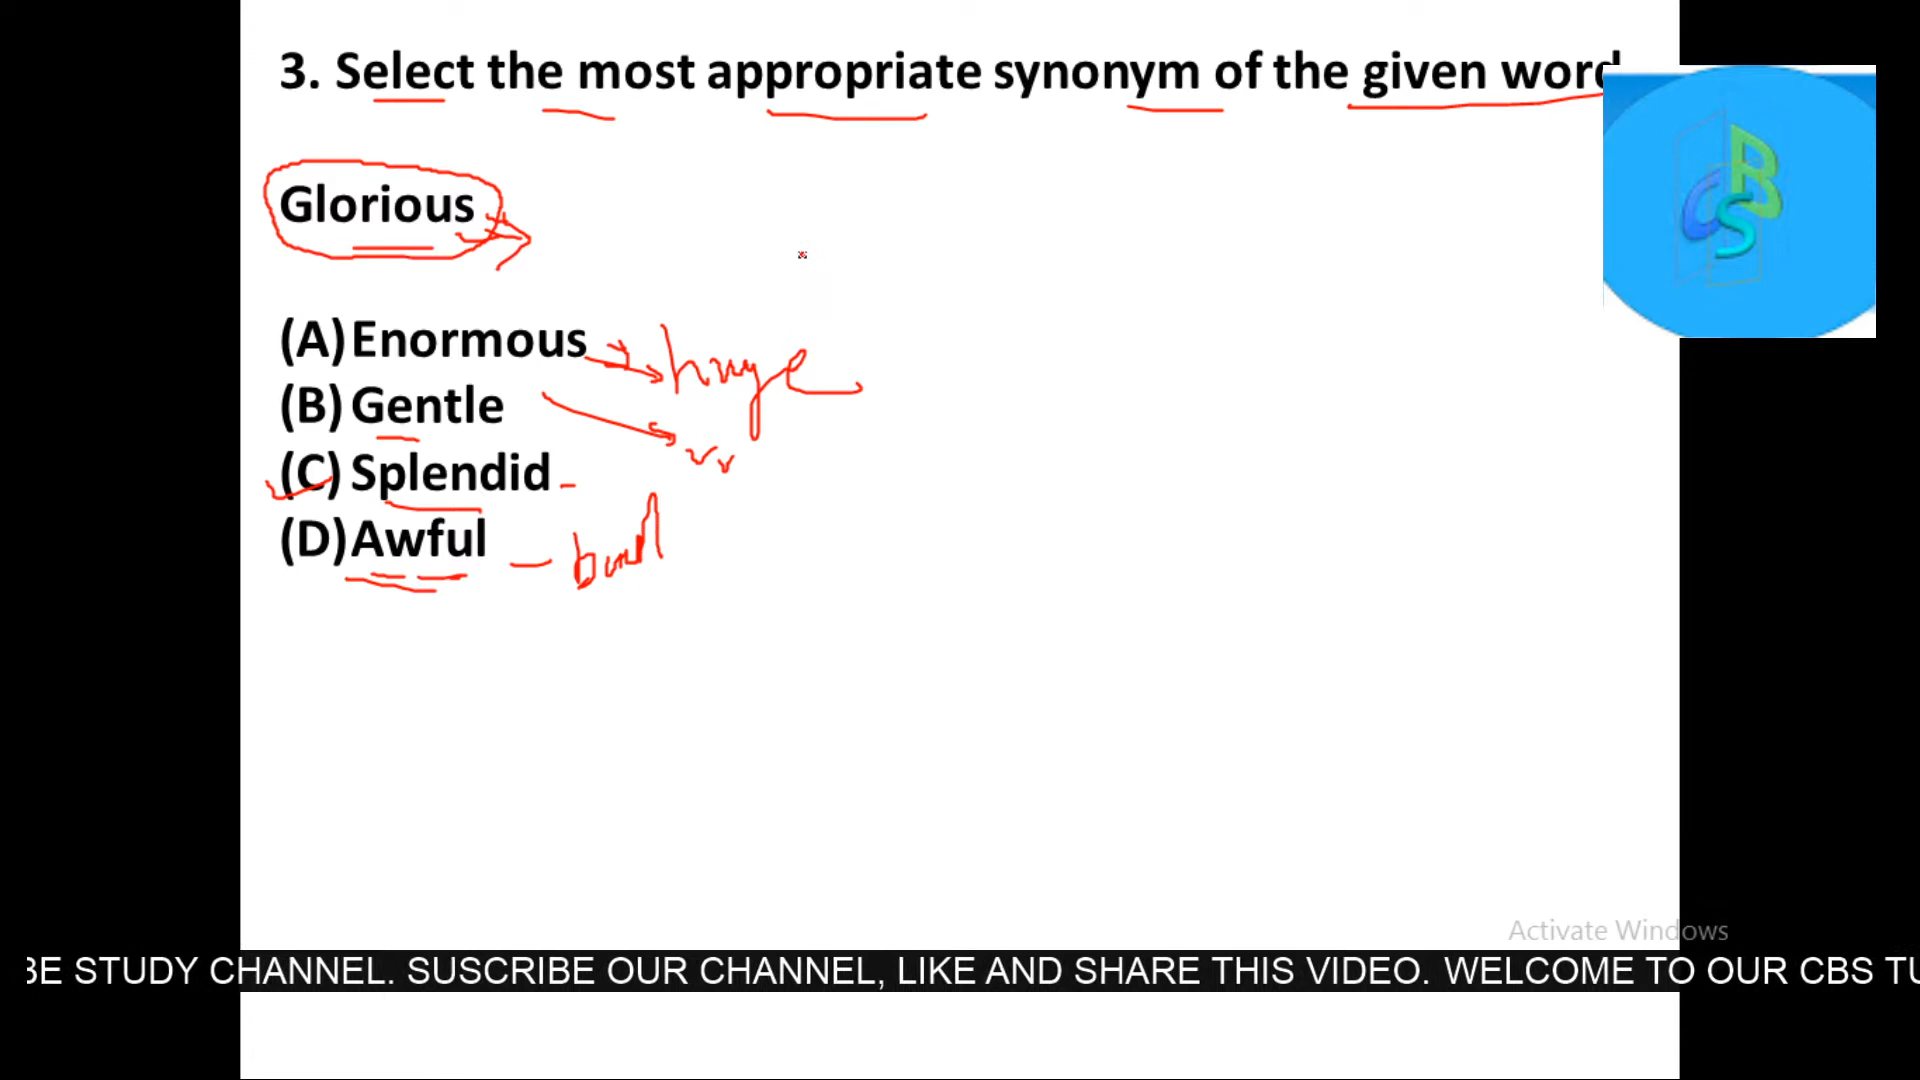 3. Select the most appropriate synonym of the given word
CBS
Glorious
(A) Enormous huge
(B) Gentle
(C) Splendid -
(D) Awful - bad
Activate Windows
BE STUDY CHANNEL. SUSCRIBE OUR CHANNEL, LIKE AND SHARE THIS VIDEO. WELCOME TO OUR CBS TU